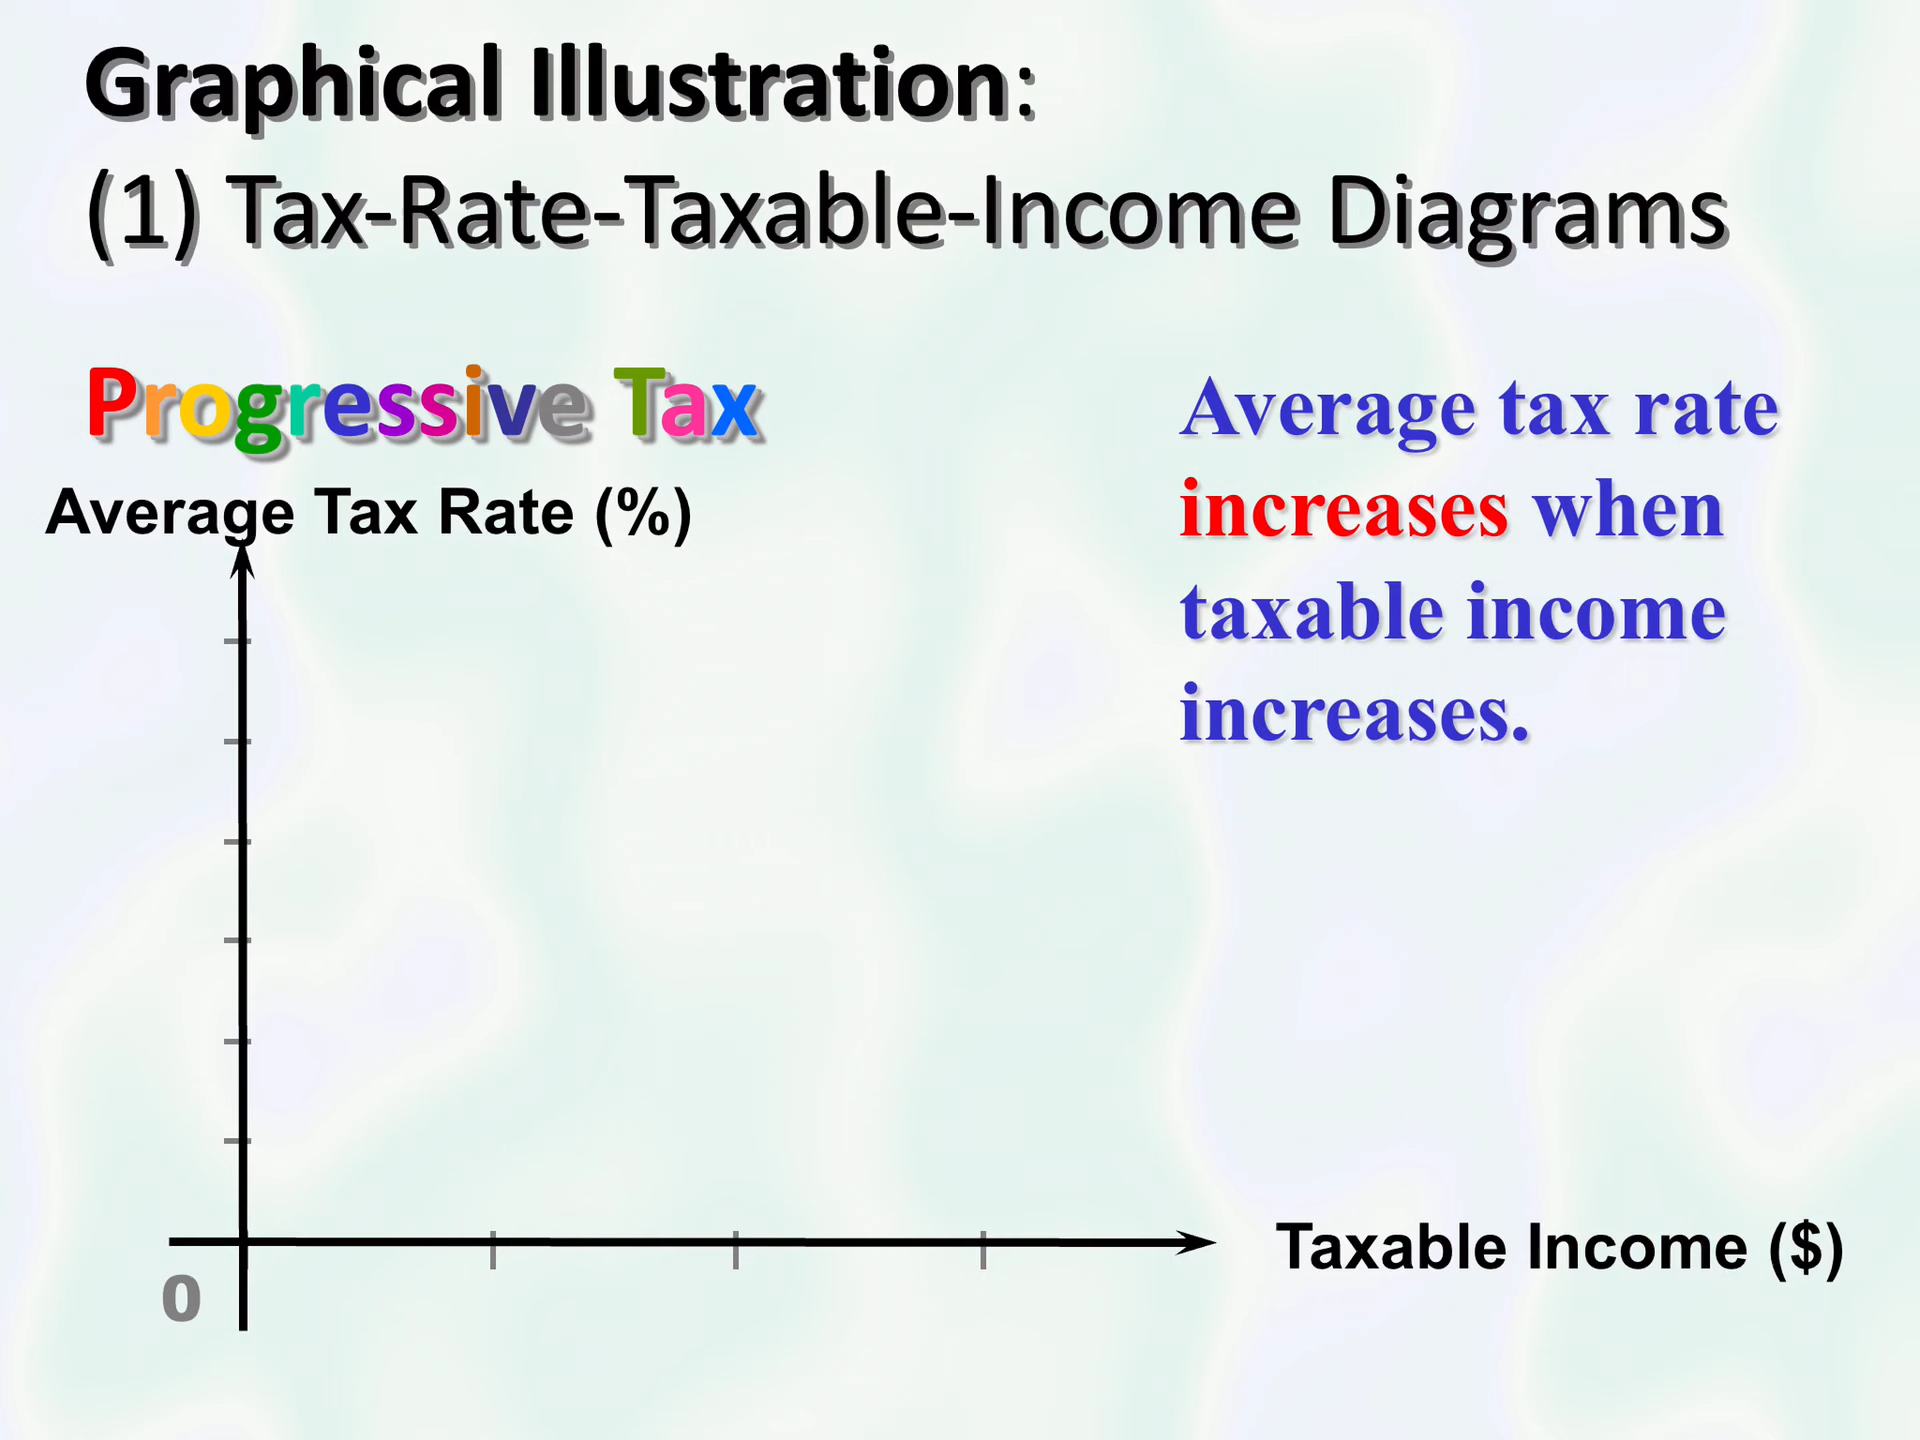 Graphical Illustration:
(1) Tax-Rate-Taxable-Income Diagrams
Progressive Tax
Average Tax Rate (%)
Average tax rate
increases when
taxable income
increases.
Taxable Income ($)
0